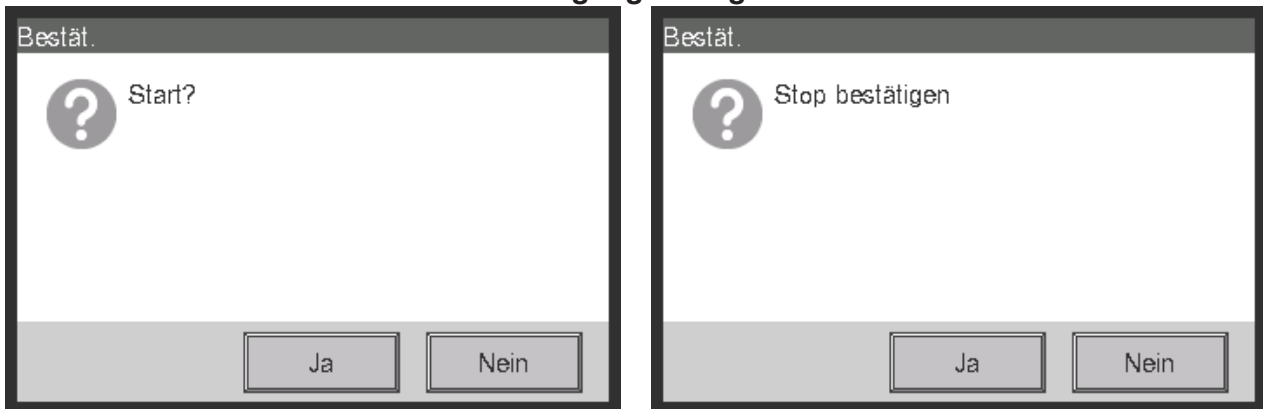 Bestät.
Start?
Ja
Nein
Bestät.
Stop bestätigen
Ja
Nein